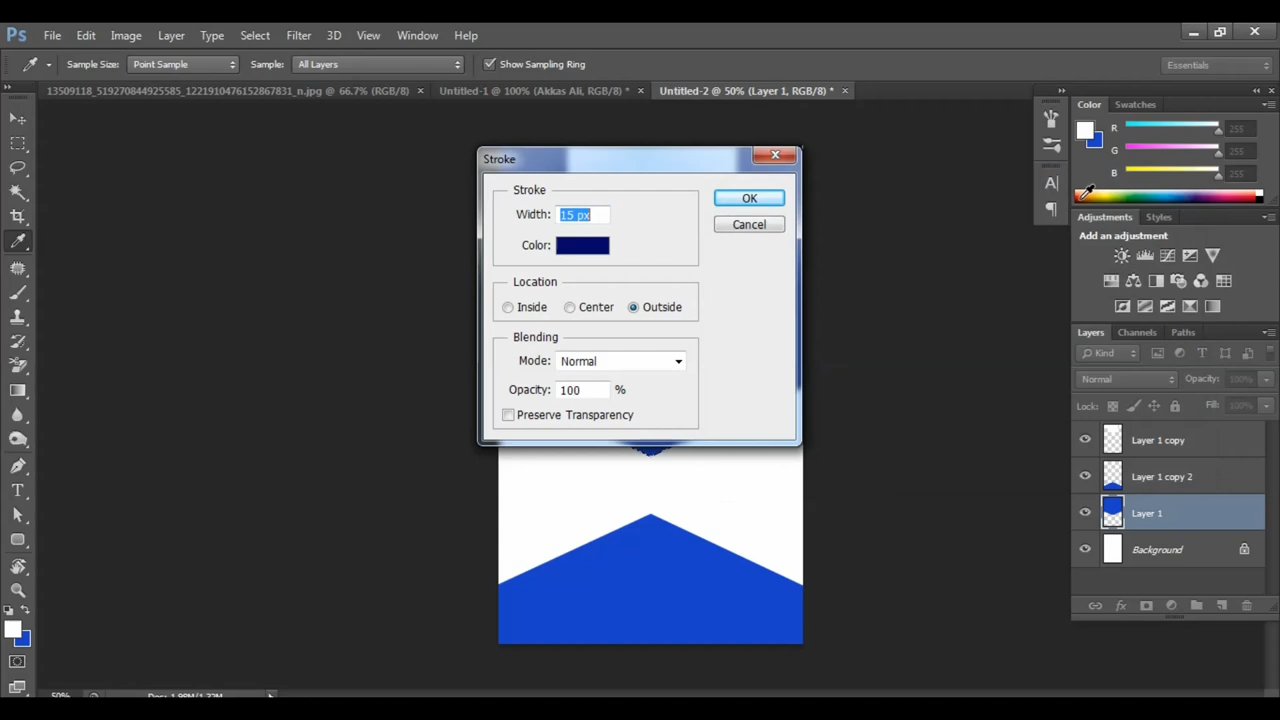 Ps File Edit Image Layer Type Select Filter 3D View Window Help
Sample Size: Point Sample Sample: All Layers Show Sampling Ring Essentials
13509118_519270844925585_1221910476152867831_n.jpg @ 66.7% (RGB/8) × Untitled-1 @ 100% (Akkas Ali, RGB/8) * × Untitled-2 @ 50% (Layer 1, RGB/8) * ×
Color Swatches
R 255
G 255
B 255
Adjustments Styles
Add an adjustment
Layers Channels Paths
Kind
Normal Opacity: 100%
Lock: Fill: 100%
Layer 1 copy
Layer 1 copy 2
Layer 1
Background
Stroke
Stroke
Width: 15 px
Color:
OK
Cancel
Location
Inside Center Outside
Blending
Mode: Normal
Opacity: 100 %
Preserve Transparency
50% Doc: 1.98M/1.32M